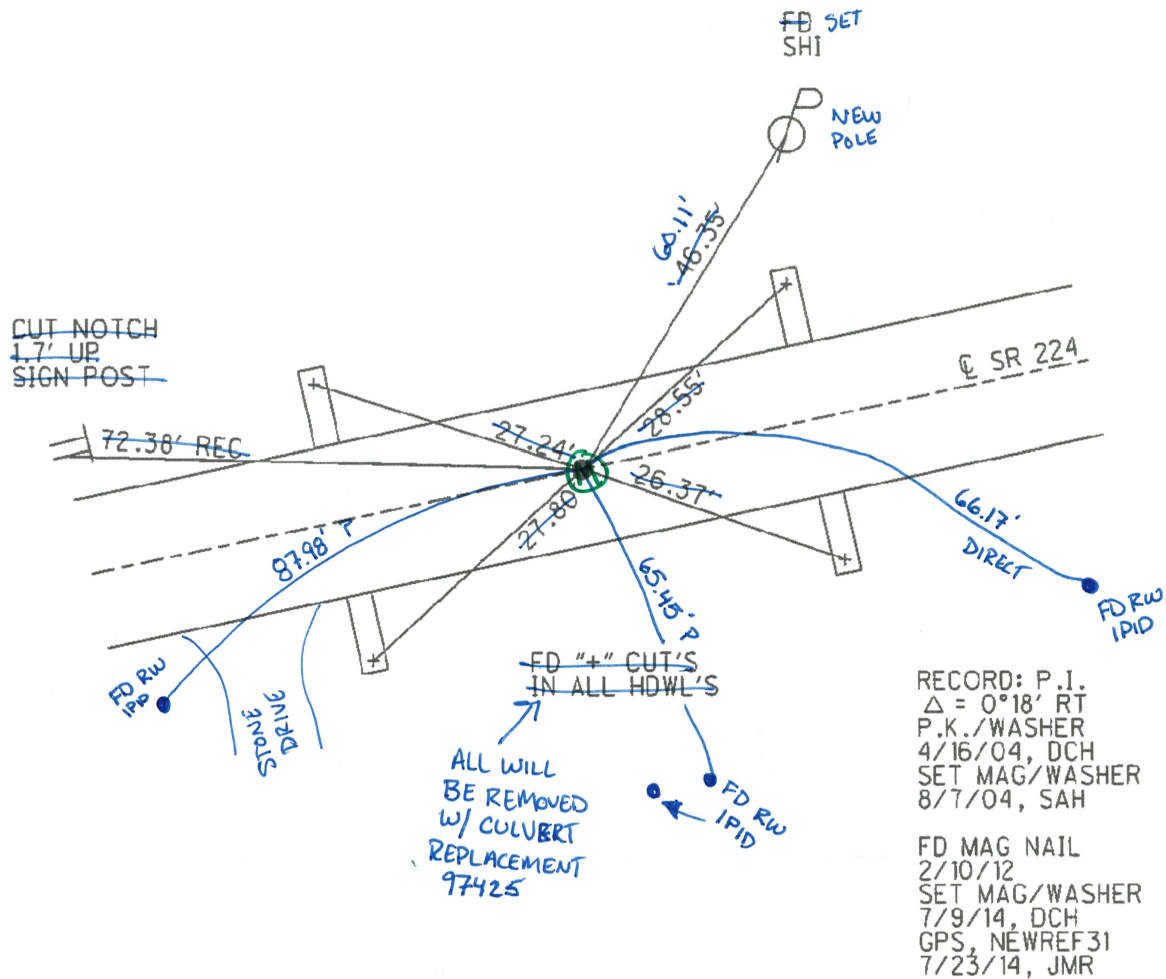 FD SET
SHI
NEW
POLE
60.11'
46.35'
CUT NOTCH
1.7' UP
SIGN POST
72.38' REC
27.24'
28.55'
℄ SR 224
26.37'
27.80'
87.98' P
66.17'
DIRECT
65.45' P
FD RW
IPID
FD RW
IPID
STONE
DRIVE
FD "+" CUT'S
IN ALL HDWL'S
ALL WILL
BE REMOVED
W/ CULVERT
REPLACEMENT
97425
FD RW
IPID
M
RECORD: P.I.
△ = 0°18' RT
P.K./WASHER
4/16/04, DCH
SET MAG/WASHER
8/7/04, SAH
FD MAG NAIL
2/10/12
SET MAG/WASHER
7/9/14, DCH
GPS, NEWREF31
7/23/14, JMR